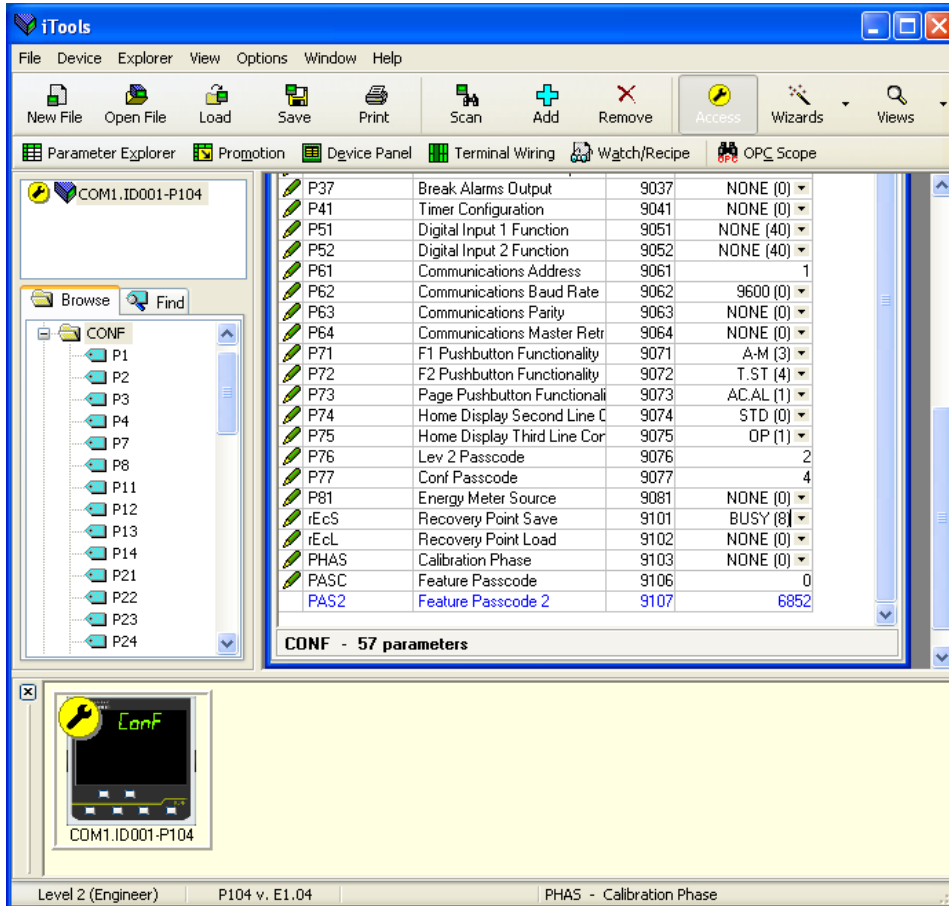 iTools
File Device Explorer View Options Window Help
New File Open File Load Save Print Scan Add Remove Access Wizards Views
Parameter Explorer Promotion Device Panel Terminal Wiring Watch/Recipe OPC Scope
COM1.ID001-P104
Browse Find
CONF
P1
P2
P3
P4
P7
P8
P11
P12
P13
P14
P21
P22
P23
P24
P37 Break Alarms Output 9037 NONE (0)
P41 Timer Configuration 9041 NONE (0)
P51 Digital Input 1 Function 9051 NONE (40)
P52 Digital Input 2 Function 9052 NONE (40)
P61 Communications Address 9061 1
P62 Communications Baud Rate 9062 9600 (0)
P63 Communications Parity 9063 NONE (0)
P64 Communications Master Retr 9064 NONE (0)
P71 F1 Pushbutton Functionality 9071 A-M (3)
P72 F2 Pushbutton Functionality 9072 T.ST (4)
P73 Page Pushbutton Functionali 9073 AC.AL (1)
P74 Home Display Second Line C 9074 STD (0)
P75 Home Display Third Line Cor 9075 OP (1)
P76 Lev 2 Passcode 9076 2
P77 Conf Passcode 9077 4
P81 Energy Meter Source 9081 NONE (0)
rEcS Recovery Point Save 9101 BUSY (8)
rEcL Recovery Point Load 9102 NONE (0)
PHAS Calibration Phase 9103 NONE (0)
PASC Feature Passcode 9106 0
PAS2 Feature Passcode 2 9107 6852
CONF - 57 parameters
ConF
COM1.ID001-P104
Level 2 (Engineer) P104 v. E1.04 PHAS - Calibration Phase